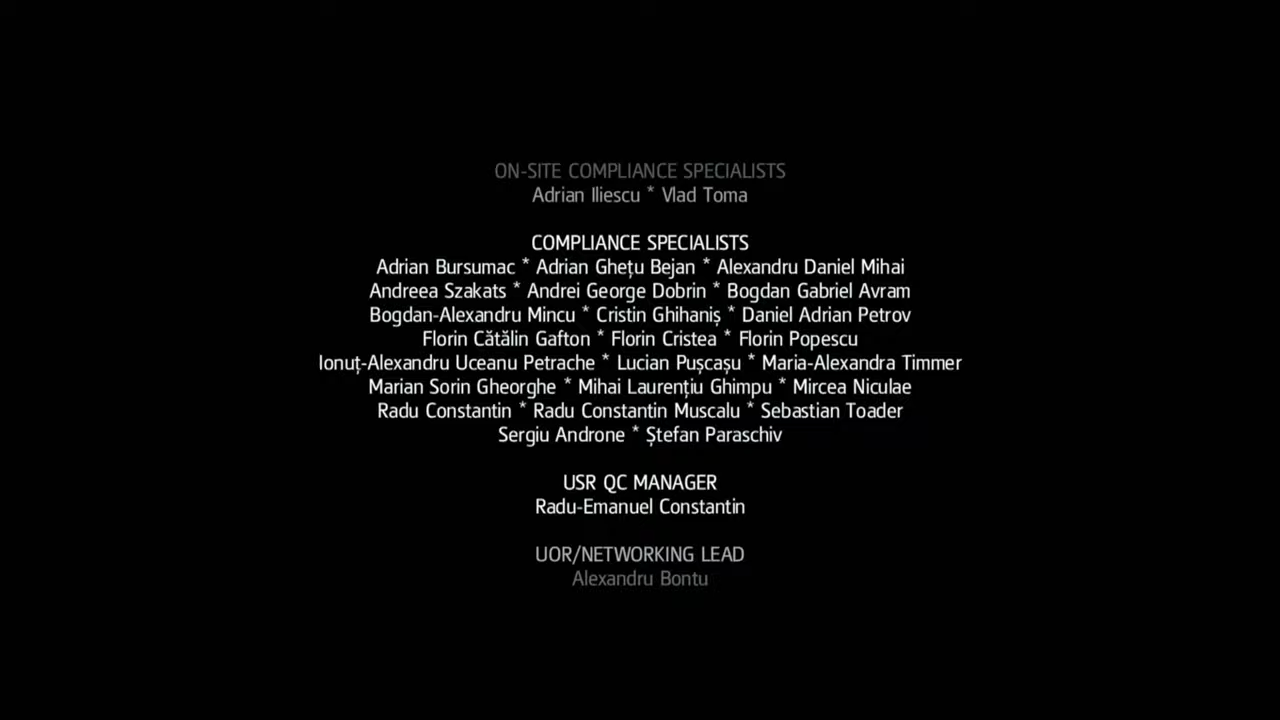 ON-SITE COMPLIANCE SPECIALISTS
Adrian Iliescu * Vlad Toma
COMPLIANCE SPECIALISTS
Adrian Bursumac * Adrian Ghețu Bejan * Alexandru Daniel Mihai
Andreea Szakats * Andrei George Dobrin * Bogdan Gabriel Avram
Bogdan-Alexandru Mincu * Cristin Ghihaniș * Daniel Adrian Petrov
Florin Cătălin Gafton * Florin Cristea * Florin Popescu
Ionuț-Alexandru Uceanu Petrache * Lucian Pușcașu * Maria-Alexandra Timmer
Marian Sorin Gheorghe * Mihai Laurențiu Ghimpu * Mircea Niculae
Radu Constantin * Radu Constantin Muscalu * Sebastian Toader
Sergiu Androne * Ștefan Paraschiv
USR QC MANAGER
Radu-Emanuel Constantin
UOR/NETWORKING LEAD
Alexandru Bontu